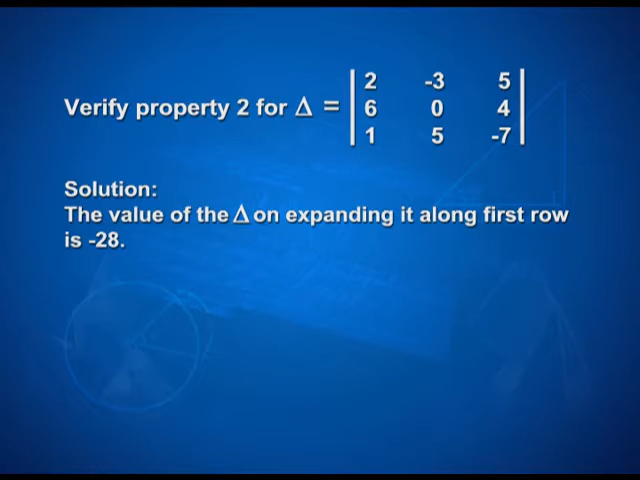 Verify property 2 for Δ = | 2 -3 5 |
| 6 0 4 |
| 1 5 -7 |
Solution:
The value of the Δ on expanding it along first row
is -28.